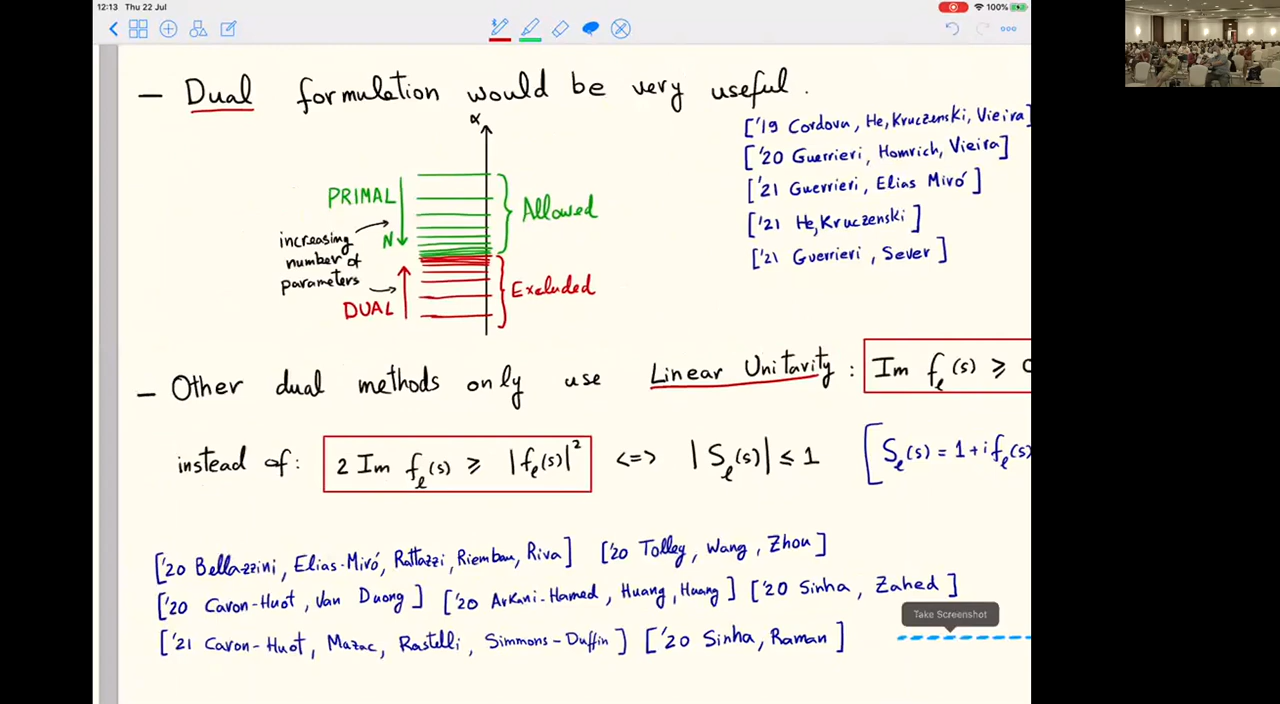 12:13 Thu 22 Jul
100%
— Dual formulation would be very useful.
α
PRIMAL
N
increasing
number of
parameters
DUAL
Allowed
Excluded
['19 Cordova, He, Kruczenski, Vieira]
['20 Guerrieri, Homrich, Vieira]
['21 Guerrieri, Elias Miró]
['21 He, Kruczenski]
['21 Guerrieri, Sever]
— Other dual methods only use Linear Unitarity : Im fℓ(s) ⩾ 0
instead of: 2 Im fℓ(s) ⩾ |fℓ(s)|² <=> |Sℓ(s)| ≤ 1 [Sℓ(s) = 1 + i fℓ(s)
['20 Bellazzini, Elias-Miró, Rattazzi, Riembau, Riva] ['20 Tolley, Wang, Zhou]
['20 Caron-Huot, Van Duong] ['20 Arkani-Hamed, Huang, Huang] ['20 Sinha, Zahed]
Take Screenshot
['21 Caron-Huot, Mazac, Rastelli, Simmons-Duffin] ['20 Sinha, Raman]